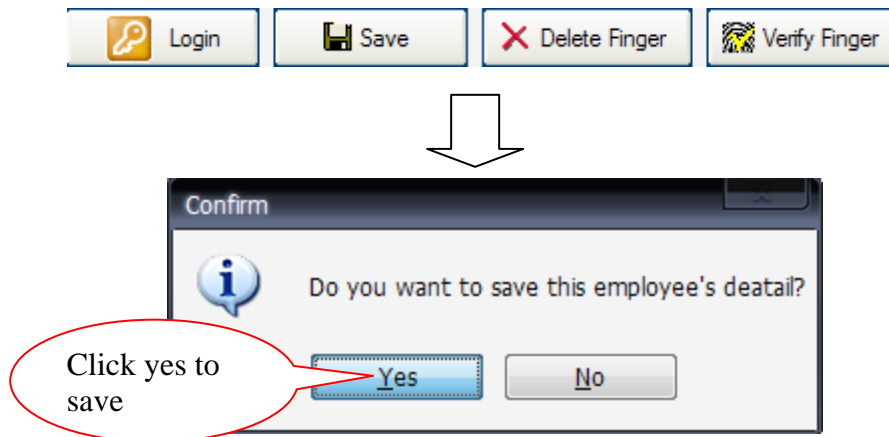 Login Save Delete Finger Verify Finger
Confirm
Do you want to save this employee's deatail?
Click yes to
save
Yes No